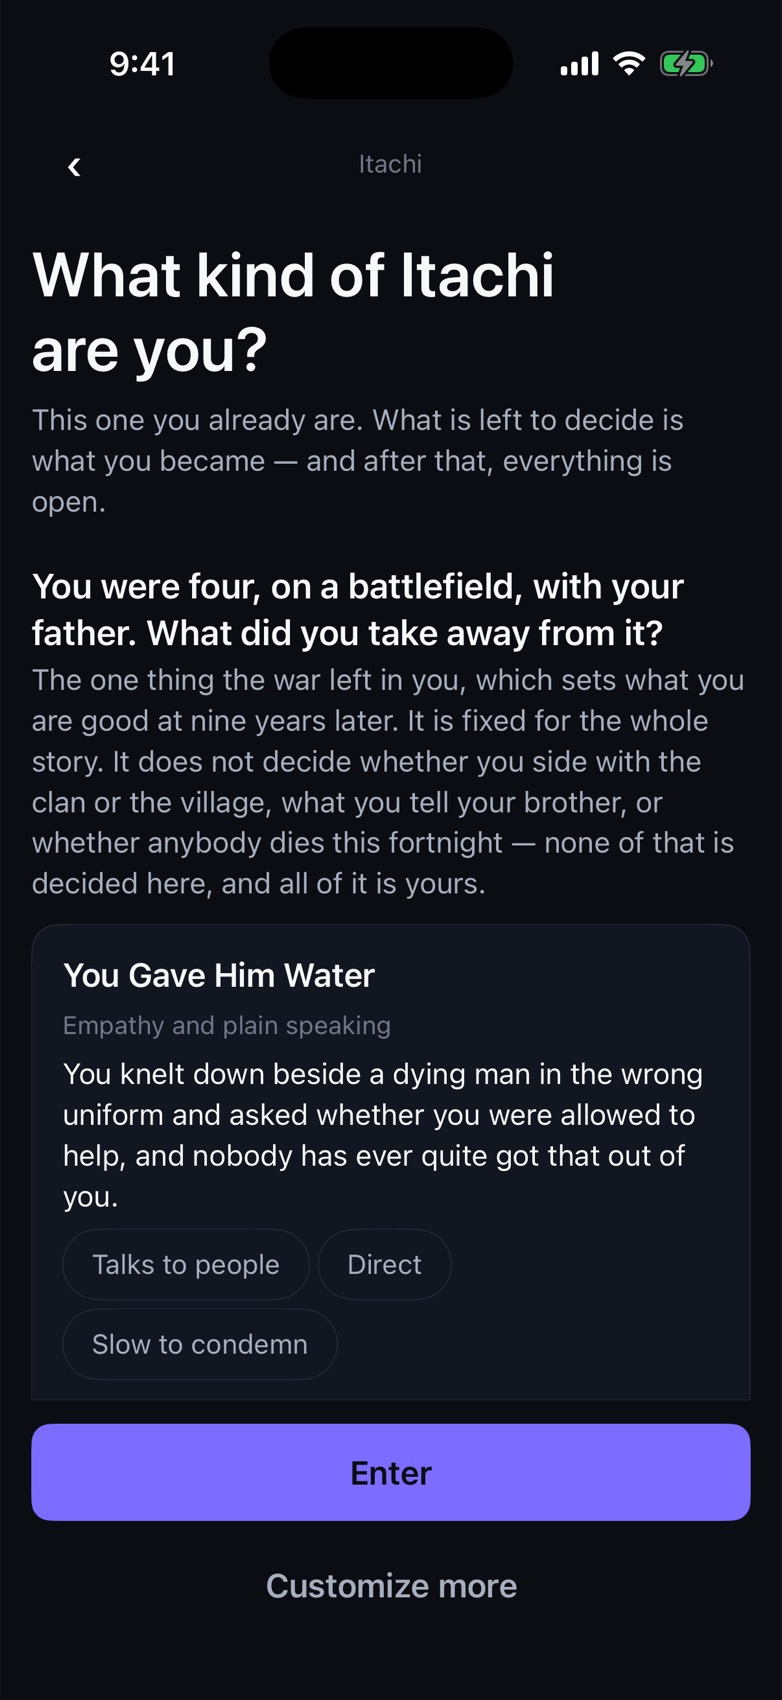 9:41
‹
Itachi
What kind of Itachi
are you?
This one you already are. What is left to decide is
what you became — and after that, everything is
open.
You were four, on a battlefield, with your
father. What did you take away from it?
The one thing the war left in you, which sets what you
are good at nine years later. It is fixed for the whole
story. It does not decide whether you side with the
clan or the village, what you tell your brother, or
whether anybody dies this fortnight — none of that is
decided here, and all of it is yours.
You Gave Him Water
Empathy and plain speaking
You knelt down beside a dying man in the wrong
uniform and asked whether you were allowed to
help, and nobody has ever quite got that out of
you.
Talks to people
Direct
Slow to condemn
Enter
Customize more